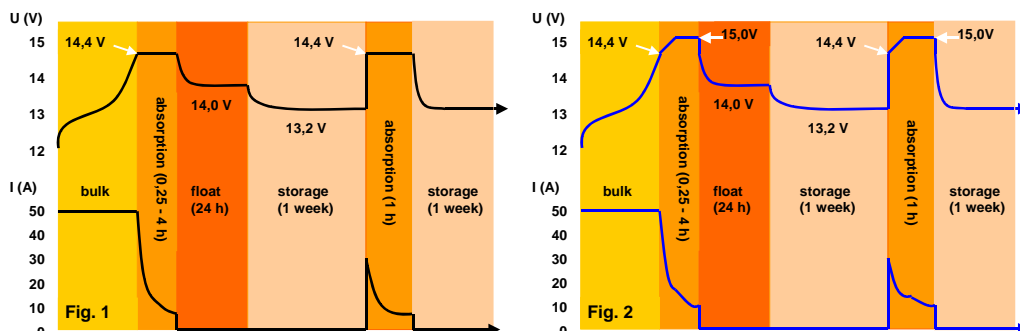 U (V)
15
14
13
12
I (A)
50
40
30
20
10
0
14,4 V
14,0 V
13,2 V
14,4 V
bulk
absorption (0,25 - 4 h)
float
(24 h)
storage
(1 week)
absorption (1 h)
storage
(1 week)
Fig. 1
U (V)
15
14
13
12
I (A)
50
40
30
20
10
0
14,4 V
15,0V
14,0 V
13,2 V
14,4 V
15,0V
bulk
absorption (0,25 - 4 h)
float
(24 h)
storage
(1 week)
absorption (1 h)
storage
(1 week)
Fig. 2